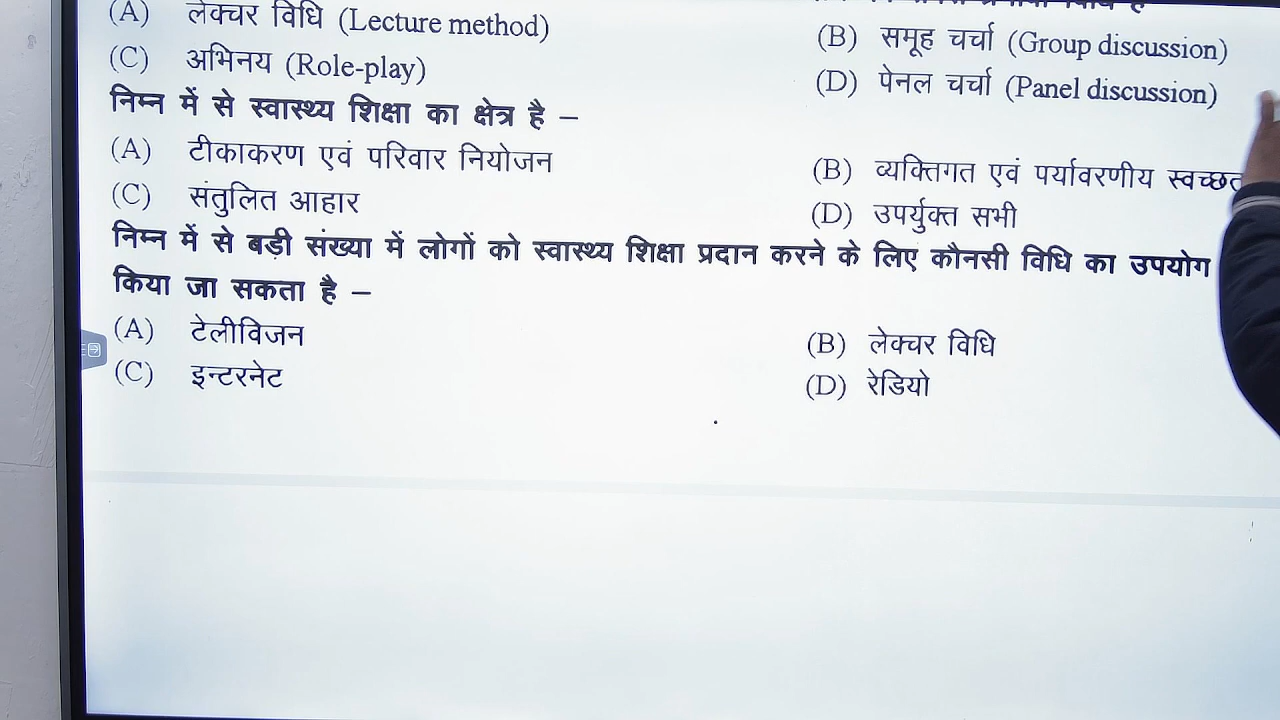 (A) लेक्चर विधि (Lecture method)
(B) समूह चर्चा (Group discussion)
(C) अभिनय (Role-play)
(D) पेनल चर्चा (Panel discussion)
निम्न में से स्वास्थ्य शिक्षा का क्षेत्र है –
(A) टीकाकरण एवं परिवार नियोजन
(B) व्यक्तिगत एवं पर्यावरणीय
(C) संतुलित आहार
(D) उपर्युक्त सभी
निम्न में से बड़ी संख्या में लोगों को स्वास्थ्य शिक्षा प्रदान करने के लिए कौनसी विधि का उपयोग
किया जा सकता है –
(A) टेलीविजन
(B) लेक्चर विधि
(C) इन्टरनेट
(D) रेडियो